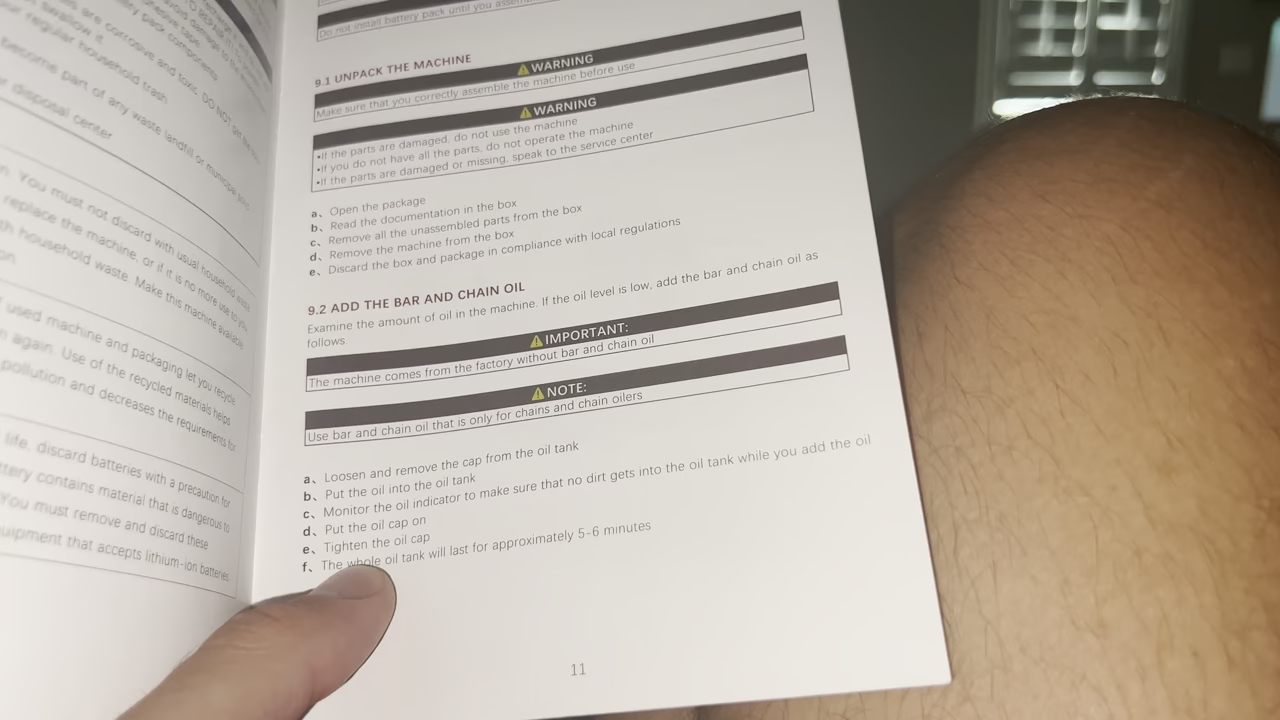 are corrosive and toxic. DO NOT get
swallow it.
regular household trash.
become part of any waste landfill or municipal
disposal center
You must not discard with usual household
replace the machine, or if it is no more use to you,
household waste. Make this machine available
used machine and packaging let you recycle
again. Use of the recycled materials helps
pollution and decreases the requirements for
life, discard batteries with a precaution for
contains material that is dangerous to
You must remove and discard these
that accepts lithium-ion batteries
Do not install battery pack until you
9.1 UNPACK THE MACHINE
WARNING
Make sure that you correctly assemble the machine before use
WARNING
•If the parts are damaged, do not use the machine
•If you do not have all the parts, do not operate the machine
•If the parts are damaged or missing, speak to the service center
a、Open the package
b、Read the documentation in the box
c、Remove all the unassembled parts from the box
d、Remove the machine from the box
e、Discard the box and package in compliance with local regulations
9.2 ADD THE BAR AND CHAIN OIL
Examine the amount of oil in the machine. If the oil level is low, add the bar and chain oil as
follows.
IMPORTANT:
The machine comes from the factory without bar and chain oil
NOTE:
Use bar and chain oil that is only for chains and chain oilers
a、Loosen and remove the cap from the oil tank
b、Put the oil into the oil tank
c、Monitor the oil indicator to make sure that no dirt gets into the oil tank while you add the oil
d、Put the oil cap on
e、Tighten the oil cap
f、The whole oil tank will last for approximately 5-6 minutes
11